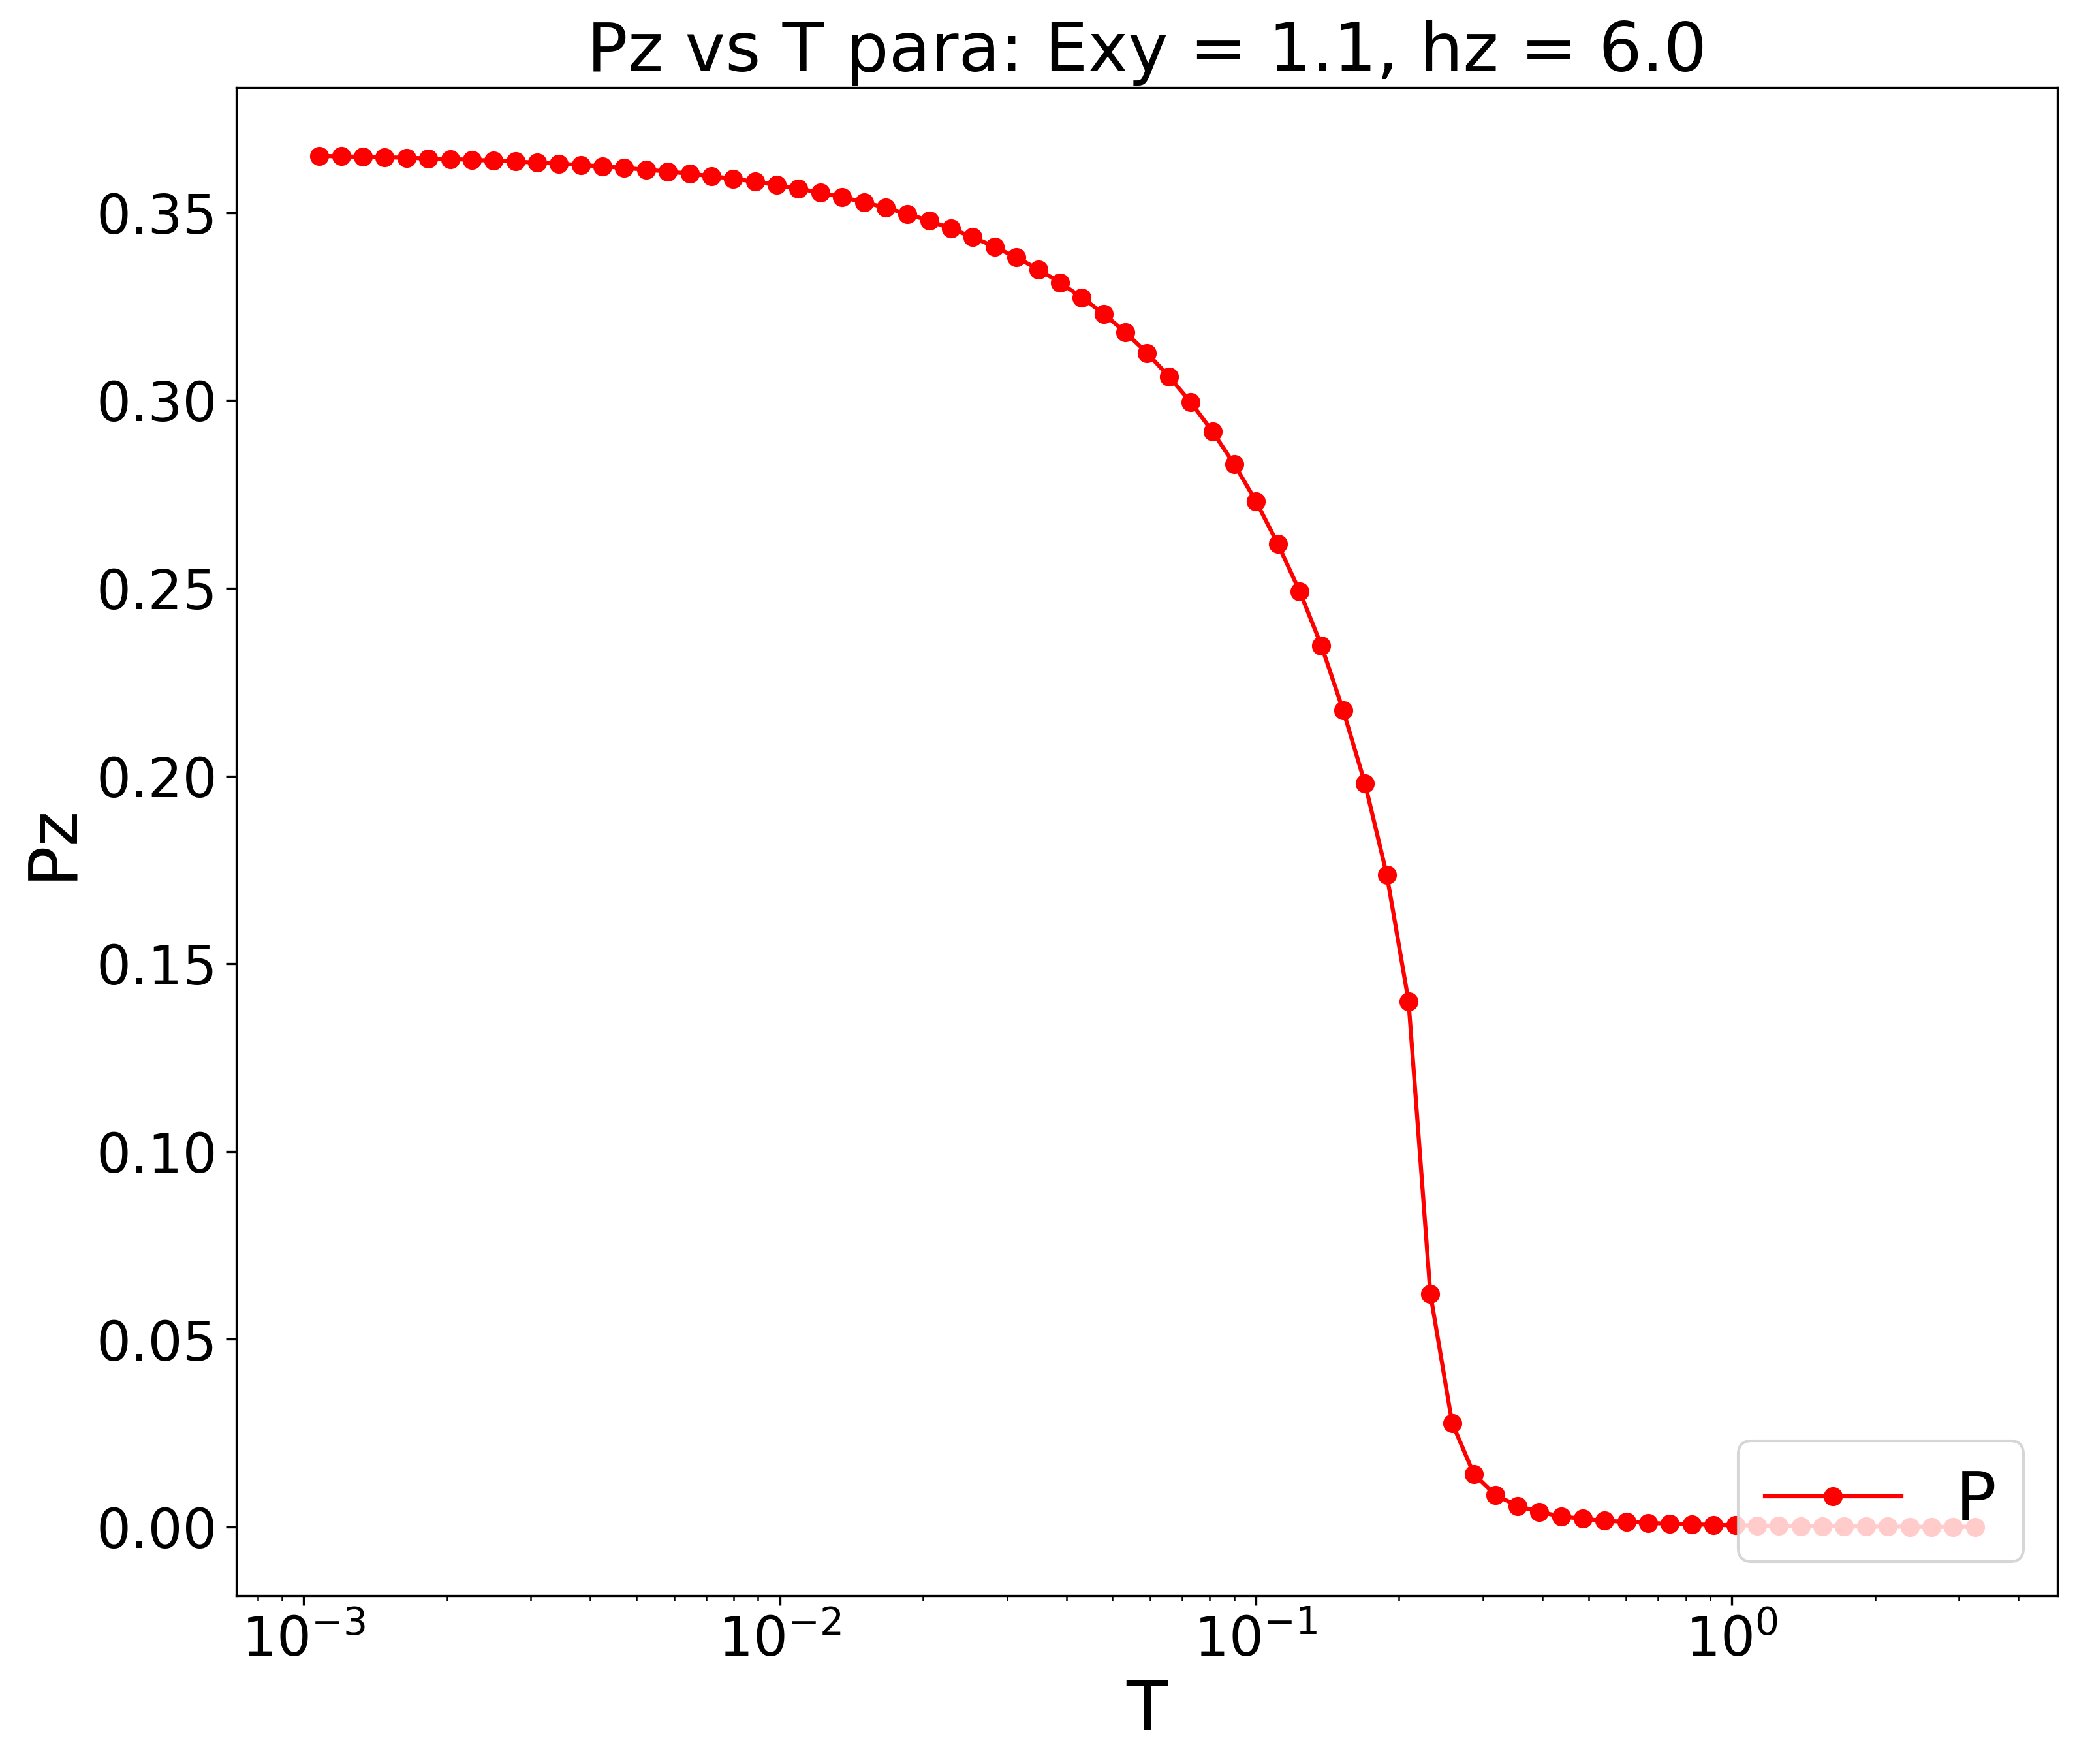 Pz vs T para: Exy = 1.1, hz = 6.0
Pz
0.35
0.30
0.25
0.20
0.15
0.10
0.05
0.00
P
10⁻³ 10⁻² 10⁻¹ 10⁰
T